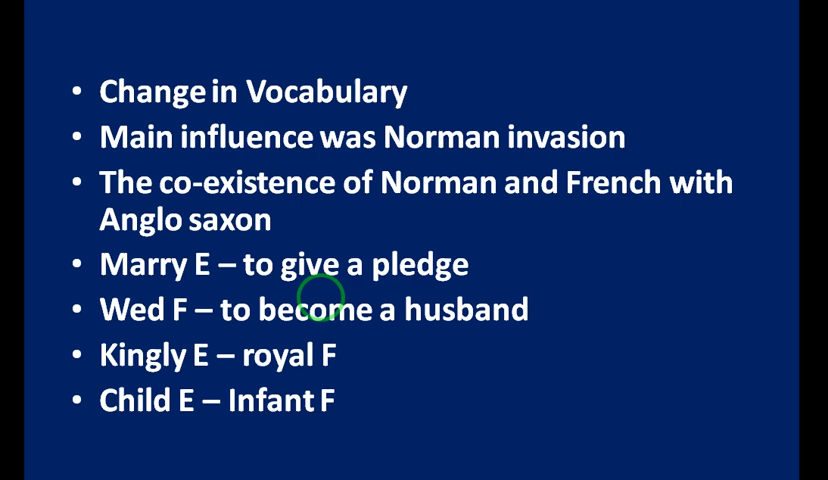 • Change in Vocabulary
• Main influence was Norman invasion
• The co-existence of Norman and French with
Anglo saxon
• Marry E – to give a pledge
• Wed F – to become a husband
• Kingly E – royal F
• Child E – Infant F